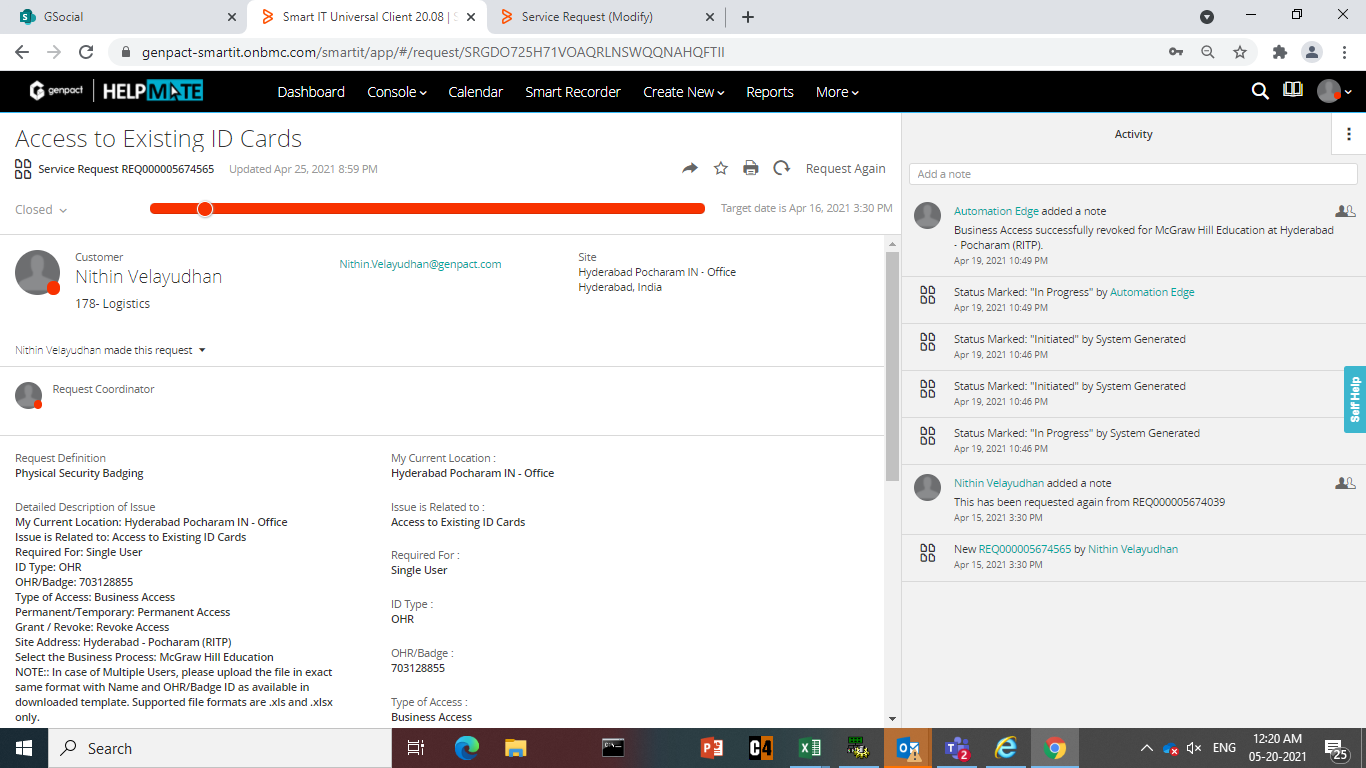 GSocial
Smart IT Universal Client 20.08 | S
Service Request (Modify)
genpact-smartit.onbmc.com/smartit/app/#/request/SRGDO725H71VOAQRLNSWQQNAHQFTII
genpact HELPMATE Dashboard Console Calendar Smart Recorder Create New Reports More
Access to Existing ID Cards
Service Request REQ000005674565 Updated Apr 25, 2021 8:59 PM Request Again
Closed Target date is Apr 16, 2021 3:30 PM
Customer
Nithin Velayudhan
178- Logistics
Nithin.Velayudhan@genpact.com
Site
Hyderabad Pocharam IN - Office
Hyderabad, India
Nithin Velayudhan made this request
Request Coordinator
Request Definition
Physical Security Badging
Detailed Description of Issue
My Current Location: Hyderabad Pocharam IN - Office
Issue is Related to: Access to Existing ID Cards
Required For: Single User
ID Type: OHR
OHR/Badge: 703128855
Type of Access: Business Access
Permanent/Temporary: Permanent Access
Grant / Revoke: Revoke Access
Site Address: Hyderabad - Pocharam (RITP)
Select the Business Process: McGraw Hill Education
NOTE:: In case of Multiple Users, please upload the file in exact
same format with Name and OHR/Badge ID as available in
downloaded template. Supported file formats are .xls and .xlsx
only.
My Current Location :
Hyderabad Pocharam IN - Office
Issue is Related to :
Access to Existing ID Cards
Required For :
Single User
ID Type :
OHR
OHR/Badge :
703128855
Type of Access :
Business Access
Activity
Add a note
Automation Edge added a note
Business Access successfully revoked for McGraw Hill Education at Hyderabad
- Pocharam (RITP).
Apr 19, 2021 10:49 PM
Status Marked: "In Progress" by Automation Edge
Apr 19, 2021 10:49 PM
Status Marked: "Initiated" by System Generated
Apr 19, 2021 10:46 PM
Status Marked: "Initiated" by System Generated
Apr 19, 2021 10:46 PM
Status Marked: "In Progress" by System Generated
Apr 19, 2021 10:46 PM
Nithin Velayudhan added a note
This has been requested again from REQ000005674039
Apr 15, 2021 3:30 PM
New REQ000005674565 by Nithin Velayudhan
Apr 15, 2021 3:30 PM
Self Help
Search
C4
2
ENG
12:20 AM
05-20-2021
25